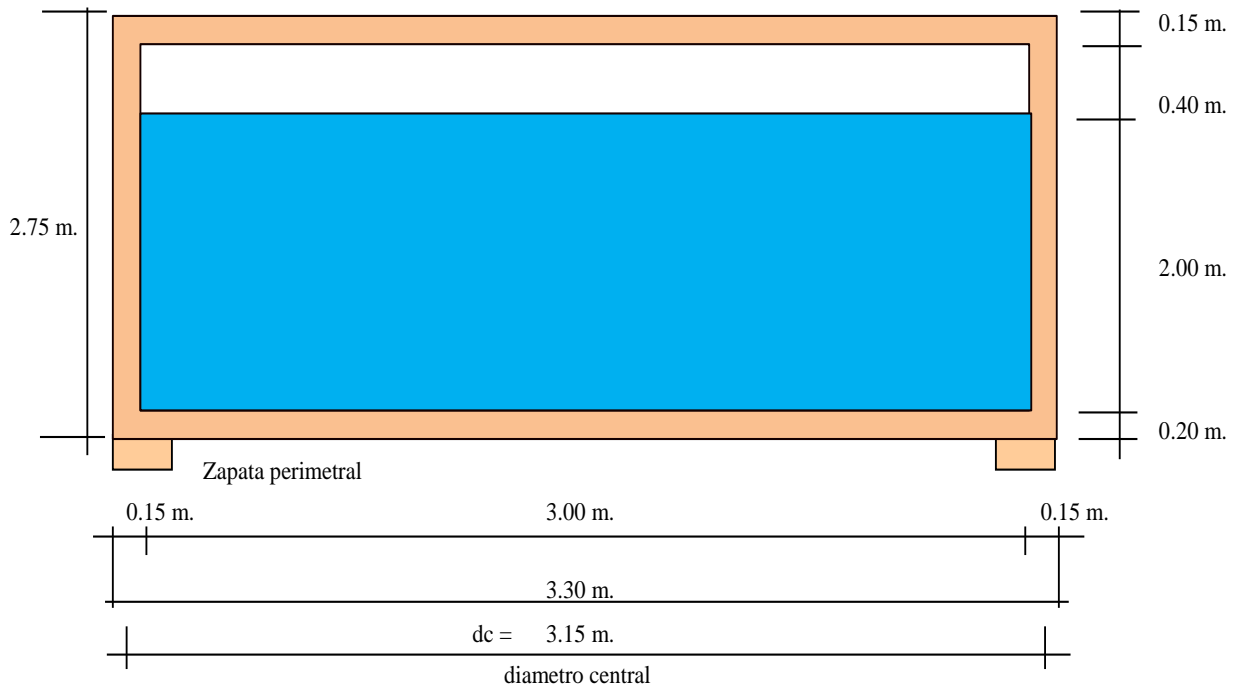 0.15 m.
0.40 m.
2.75 m.
2.00 m.
0.20 m.
Zapata perimetral
0.15 m. 3.00 m. 0.15 m.
3.30 m.
dc = 3.15 m.
diametro central